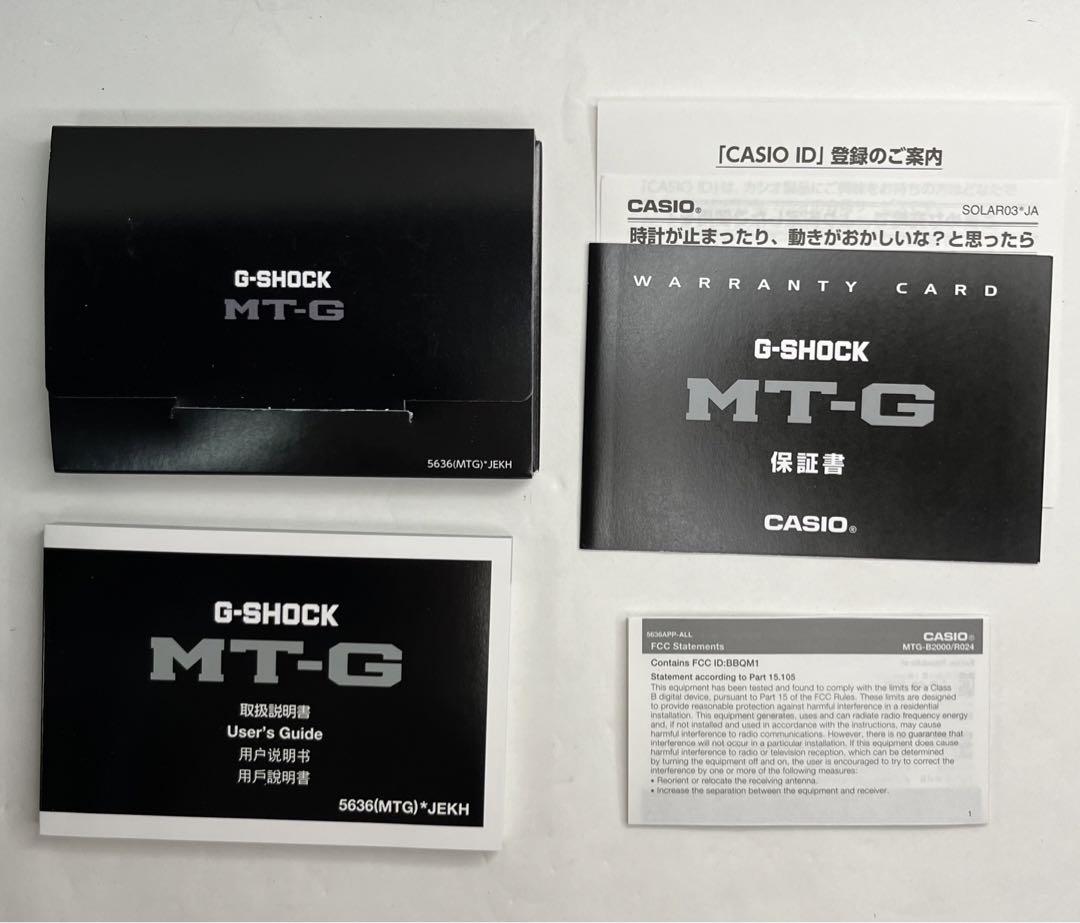 G-SHOCK
MT-G
5636(MTG)*JEKH
「CASIO ID」登録のご案内
CASIO®
SOLAR03*JA
時計が止まったり、動きがおかしいな？と思ったら
WARRANTY CARD
G-SHOCK
MT-G
保証書
CASIO®
G-SHOCK
MT-G
取扱説明書
User's Guide
用户说明书
用戶說明書
5636(MTG)*JEKH
5636APP-ALL
FCC Statements
CASIO®
MTG-B2000/R024
Contains FCC ID:BBQM1
Statement according to Part 15.105
This equipment has been tested and found to comply with the limits for a Class
B digital device, pursuant to Part 15 of the FCC Rules. These limits are designed
to provide reasonable protection against harmful interference in a residential
installation. This equipment generates, uses and can radiate radio frequency energy
and, if not installed and used in accordance with the instructions, may cause
harmful interference to radio communications. However, there is no guarantee that
interference will not occur in a particular installation. If this equipment does cause
harmful interference to radio or television reception, which can be determined
by turning the equipment off and on, the user is encouraged to try to correct the
interference by one or more of the following measures:
• Reorient or relocate the receiving antenna.
• Increase the separation between the equipment and receiver.
1